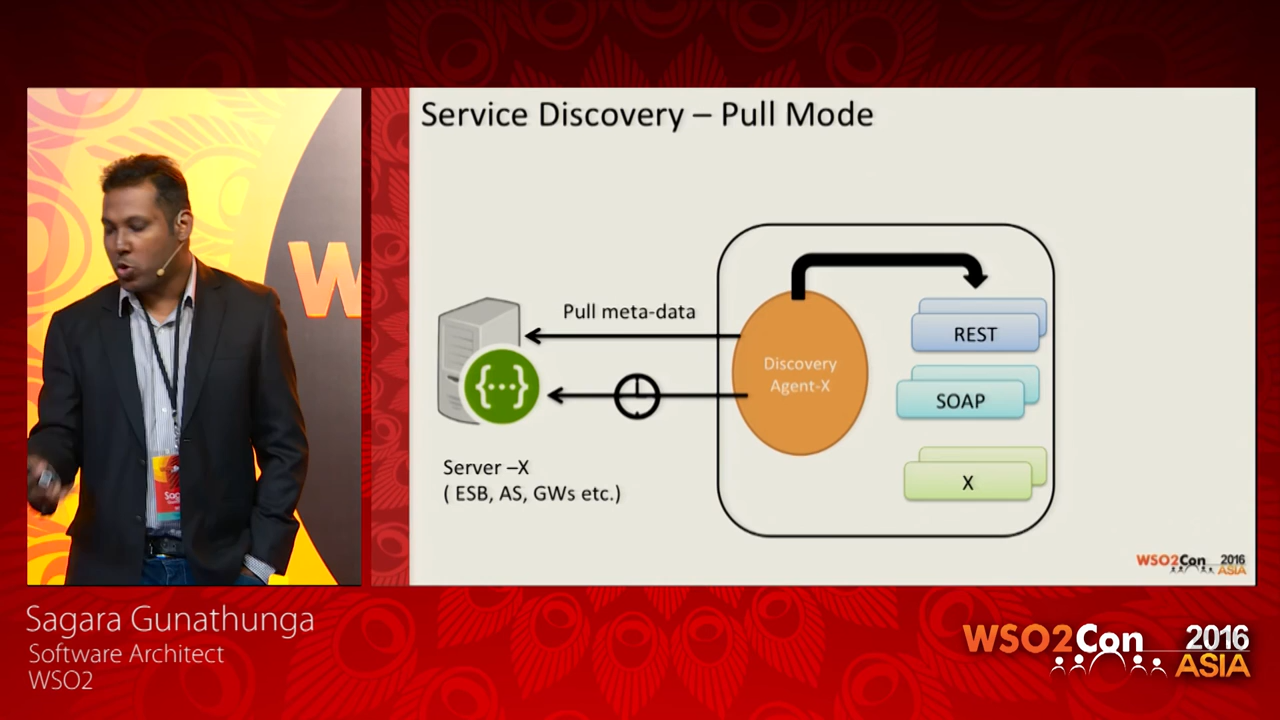 Service Discovery – Pull Mode
W
Pull meta-data
REST
Discovery
Agent-X
{...}
SOAP
X
Server –X
( ESB, AS, GWs etc.)
WSO2Con 2016
ASIA
Sagara Gunathunga
Software Architect
WSO2
WSO2Con 2016
ASIA